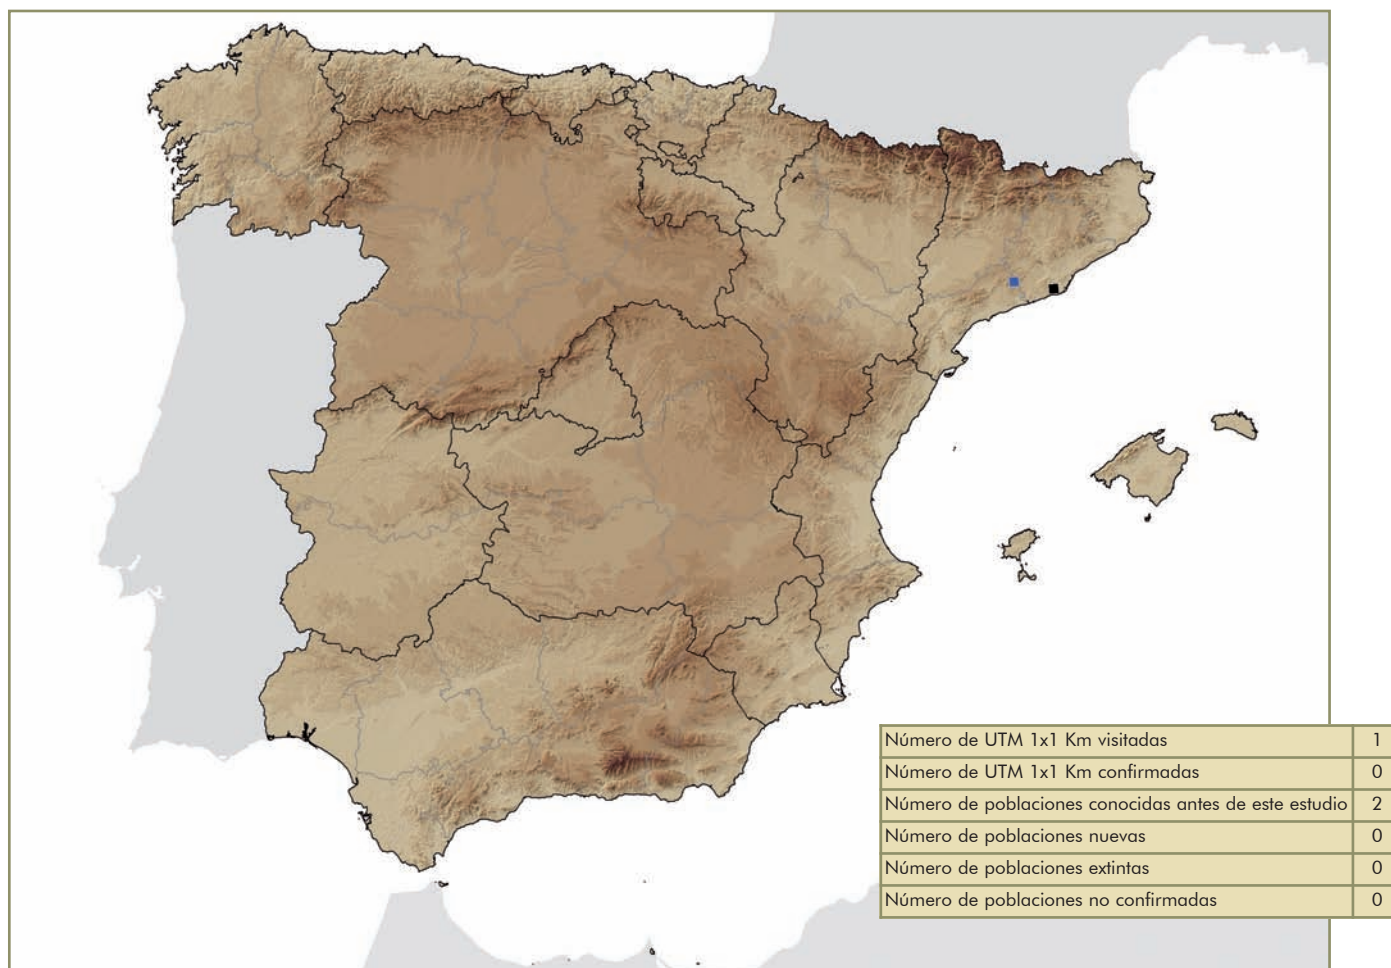 Número de UTM 1x1 Km visitadas 1
Número de UTM 1x1 Km confirmadas 0
Número de poblaciones conocidas antes de este estudio 2
Número de poblaciones nuevas 0
Número de poblaciones extintas 0
Número de poblaciones no confirmadas 0